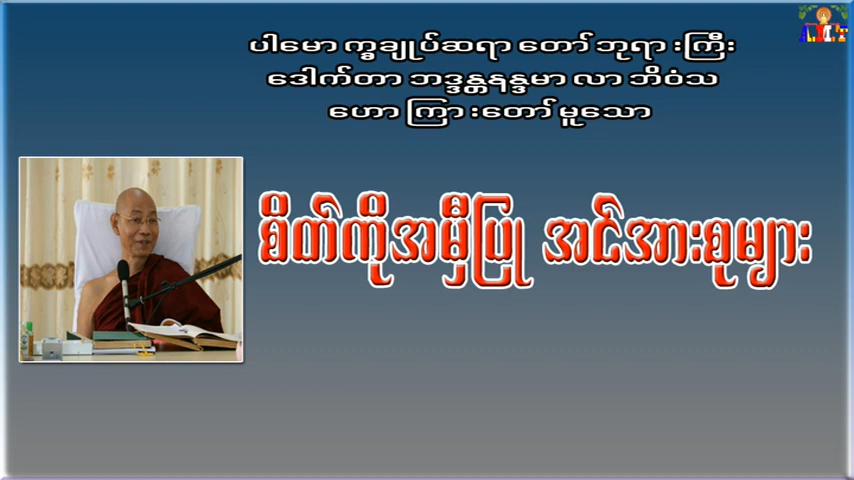 ပါမောက္ခချုပ်ဆရာတော်ဘုရားကြီး
ဒေါက်တာ ဘဒ္ဒန္တနန္ဒမာလာဘိဝံသ
ဟောကြားတော်မူသော
စိတ်ကိုအမှီပြု အင်အားစုများ